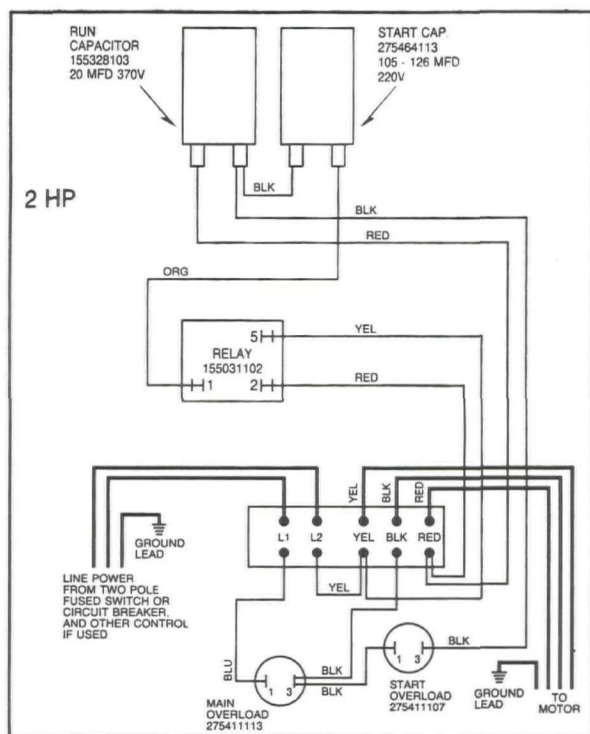 RUN
CAPACITOR
155328103
20 MFD 370V
START CAP.
275464113
105 - 126 MFD
220V
BLK
2 HP
BLK
RED
ORG
5
YEL
RELAY
155031102
1
2
RED
YEL
BLK
RED
L1
L2
YEL
BLK
RED
GROUND
LEAD
YEL
LINE POWER
FROM TWO POLE
FUSED SWITCH OR
CIRCUIT BREAKER,
AND OTHER CONTROL
IF USED
BLU
BLK
BLK
1
3
1
3
BLK
MAIN
OVERLOAD
275411113
START
OVERLOAD
275411107
GROUND
LEAD
TO
MOTOR